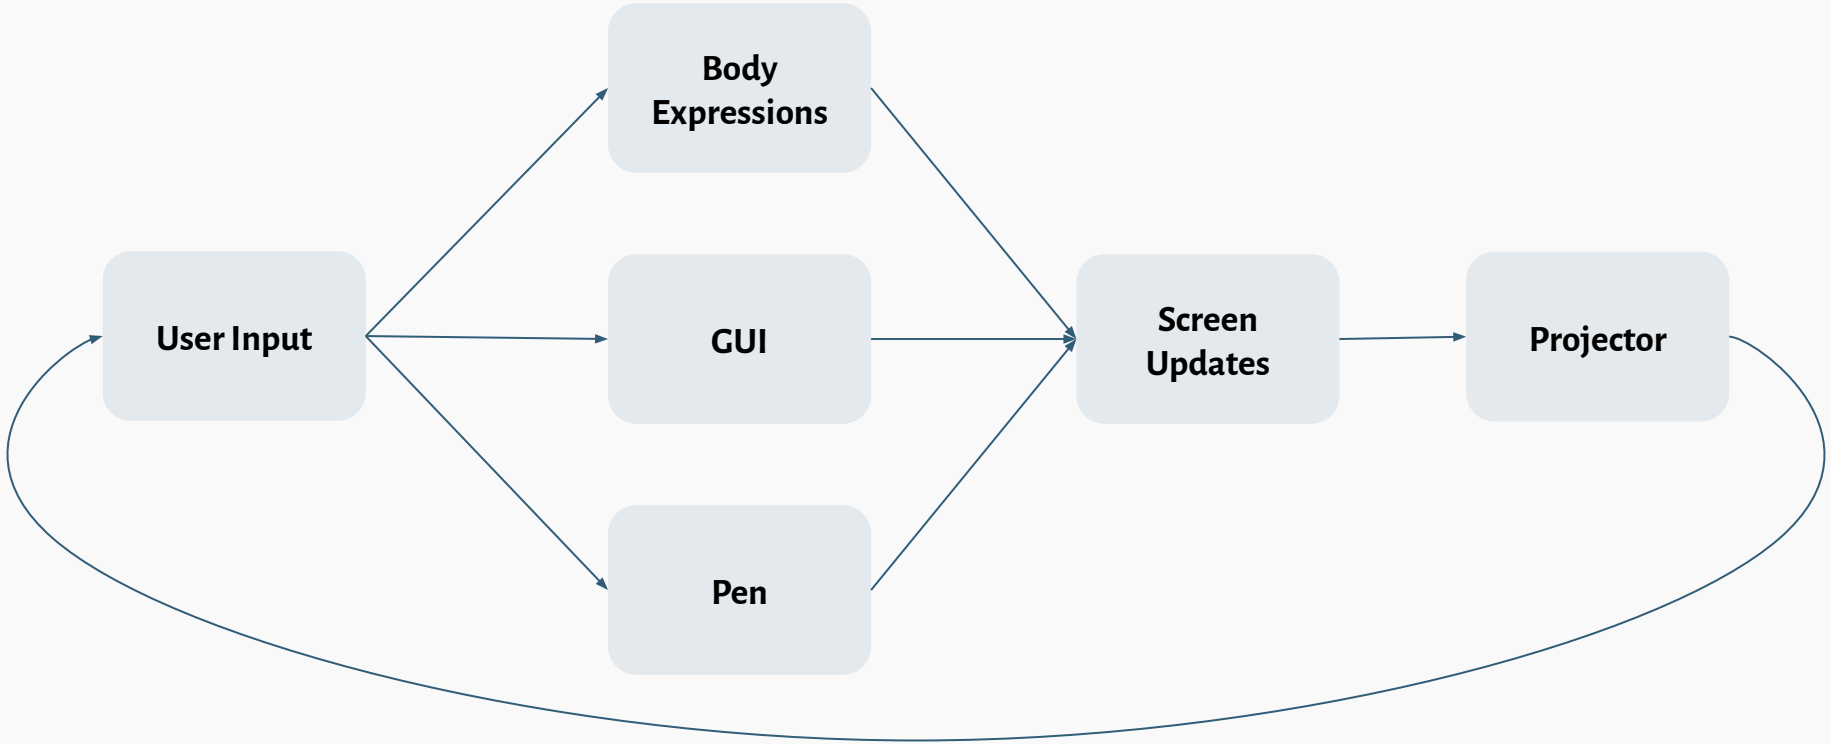 Body
Expressions
User Input
GUI
Screen
Updates
Projector
Pen